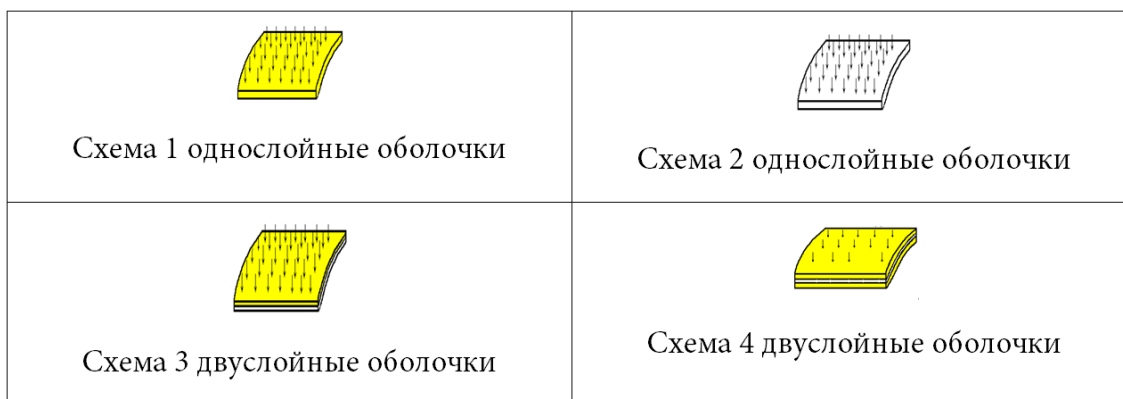 Схема 1 однослойные оболочки
Схема 2 однослойные оболочки
Схема 3 двуслойные оболочки
Схема 4 двуслойные оболочки